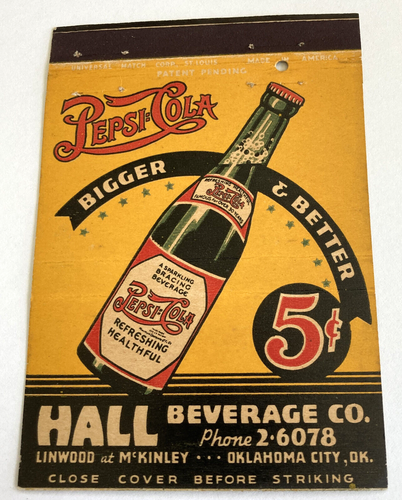 UNIVERSAL MATCH CORP. ST. LOUIS MADE IN AMERICA
PATENT PENDING
PEPSI=COLA
BIGGER & BETTER
PEPSI=COLA
A SPARKLING
BRACING
BEVERAGE
PEPSI=COLA
REFRESHING
HEALTHFUL
5¢
HALL BEVERAGE CO.
Phone 2-6078
LINWOOD at McKINLEY ··· OKLAHOMA CITY, OK.
CLOSE COVER BEFORE STRIKING